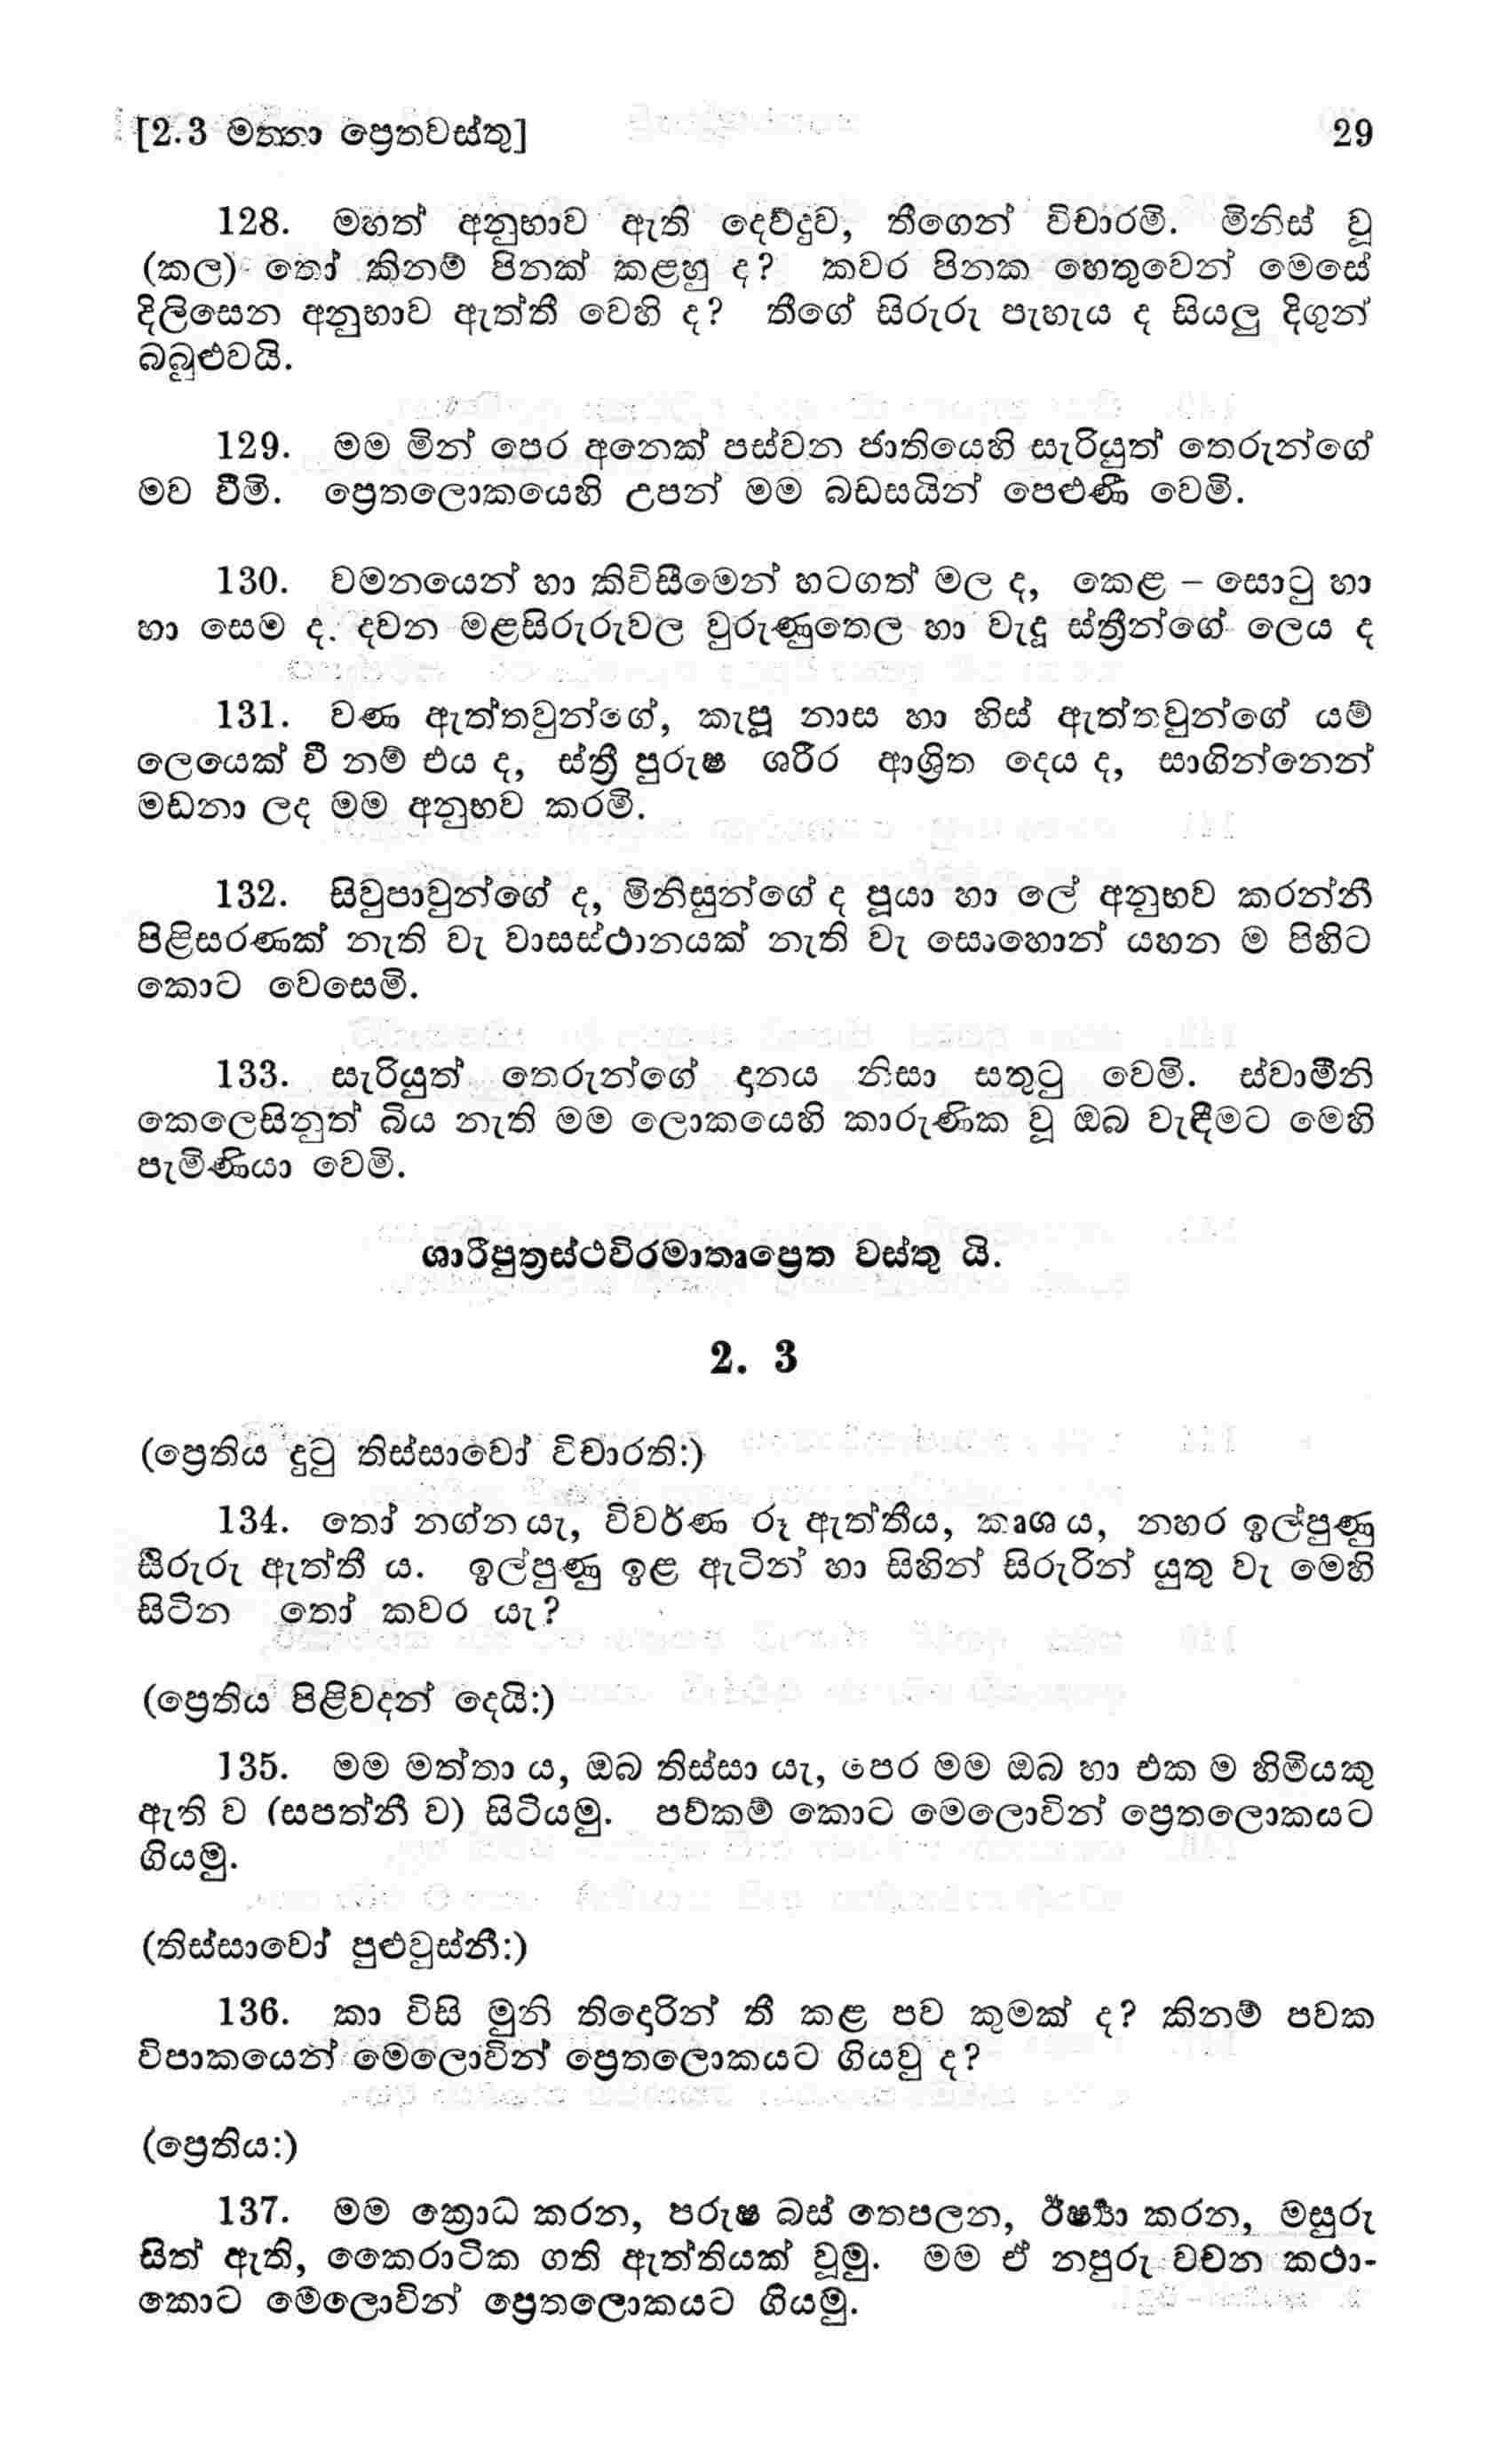 [2.3 මත්තා ප්‍රෙතවස්තු] 29
128. මහත් අනුභාව ඇති දෙව්දුව, තීගෙන් විචාරමි. මිනිස් වූ
(කල) තෝ කිනම් පිනක් කළහු ද? කවර පිනක හෙතුවෙන් මෙසේ
දිලිසෙන අනුභාව ඇත්තී වෙහි ද? තීගේ සිරුරු පැහැය ද සියලු දිගුන්
බබුළුවයි.
129. මම මින් පෙර අනෙක් පස්වන ජාතියෙහි සැරියුත් තෙරුන්ගේ
මව වීමි. ප්‍රෙතලොකයෙහි උපන් මම බඩසයින් පෙළුණී වෙමි.
130. වමනයෙන් හා කිවිසීමෙන් හටගත් මල ද, කෙළ – සොටු හා
හා සෙම ද. දවන මළසිරුරුවල වුරුණුතෙල හා වැදූ ස්ත්‍රීන්ගේ ලෙය ද
131. වණ ඇත්තවුන්ගේ, කැපූ නාස හා හිස් ඇත්තවුන්ගේ යම්
ලෙයෙක් වී නම් එය ද, ස්ත්‍රී පුරුෂ ශරීර ආශ්‍රිත දෙය ද, සාගින්නෙන්
මඩනා ලද මම අනුභව කරමි.
132. සිවුපාවුන්ගේ ද, මිනිසුන්ගේ ද පූයා හා ලේ අනුභව කරන්නී
පිළිසරණක් නැති වැ වාසස්ථානයක් නැති වැ සොහොන් යහන ම පිහිට
කොට වෙසෙමි.
133. සැරියුත් තෙරුන්ගේ දානය නිසා සතුටු වෙමි. ස්වාමීනි
කෙලෙසිනුත් බිය නැති මම ලොකයෙහි කාරුණික වූ ඔබ වැඳීමට මෙහි
පැමිණියා වෙමි.
ශාරීපුත්‍රස්ථවිරමාතෘප්‍රෙත වස්තු යි.
2. 3
(ප්‍රෙතිය දුටු තිස්සාවෝ විචාරති:)
134. තෝ නග්න යැ, විවර්ණ රූ ඇත්තීය, කෘශ ය, නහර ඉල්පුණු
සිරුරු ඇත්තී ය. ඉල්පුණු ඉළ ඇටින් හා සිහින් සිරුරින් යුතු වැ මෙහි
සිටින තෝ කවර යැ?
(ප්‍රෙතිය පිළිවදන් දෙයි:)
135. මම මත්තා ය, ඔබ තිස්සා යැ, පෙර මම ඔබ හා එක ම හිමියකු
ඇති ව (සපත්නී ව) සිටියමු. පව්කම් කොට මෙලොවින් ප්‍රෙතලොකයට
ගියමු.
(තිස්සාවෝ පුළුවුස්නී:)
136. කා විසි මුනි තිදොරින් තී කළ පව කුමක් ද? කිනම් පවක
විපාකයෙන් මෙලොවින් ප්‍රෙතලොකයට ගියවු ද?
(ප්‍රෙතිය:)
137. මම ක්‍රොධ කරන, පරුෂ බස් තෙපලන, ඊෂ්‍යා කරන, මසුරු
සිත් ඇති, කෛරාටික ගති ඇත්තියක් වූමු. මම ඒ නපුරු වචන කථා-
කොට මෙලොවින් ප්‍රෙතලොකයට ගියමු.